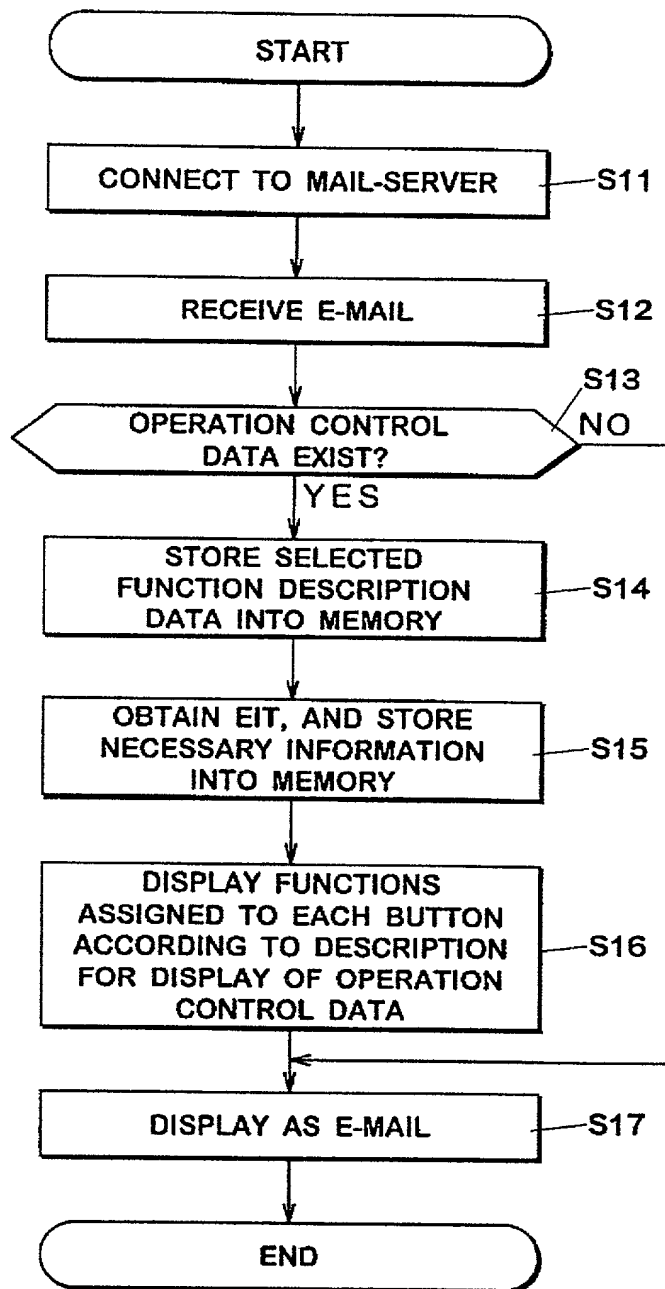 START
CONNECT TO MAIL-SERVER
S11
RECEIVE E-MAIL
S12
S13
OPERATION CONTROL
DATA EXIST?
NO
YES
STORE SELECTED
FUNCTION DESCRIPTION
DATA INTO MEMORY
S14
OBTAIN EIT, AND STORE
NECESSARY INFORMATION
INTO MEMORY
S15
DISPLAY FUNCTIONS
ASSIGNED TO EACH BUTTON
ACCORDING TO DESCRIPTION
FOR DISPLAY OF OPERATION
CONTROL DATA
S16
DISPLAY AS E-MAIL
S17
END